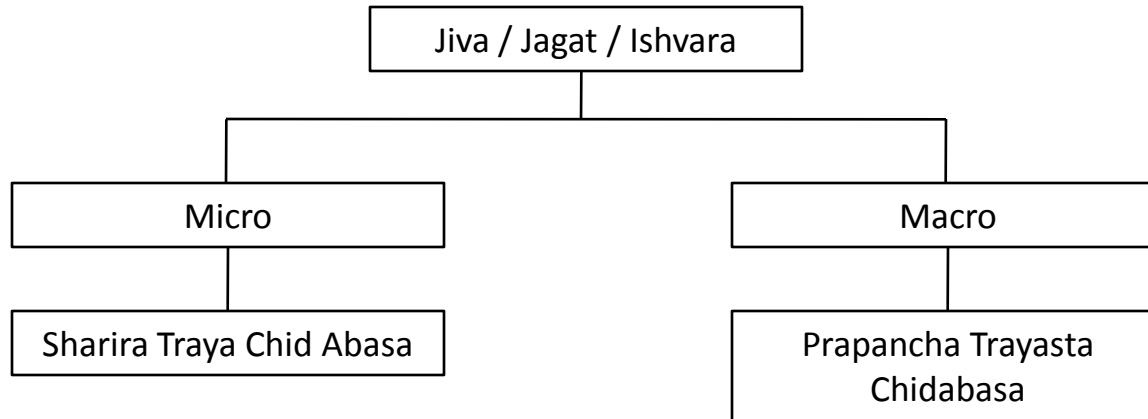 Jiva / Jagat / Ishvara
Micro
Macro
Sharira Traya Chid Abasa
Prapancha Trayasta
Chidabasa